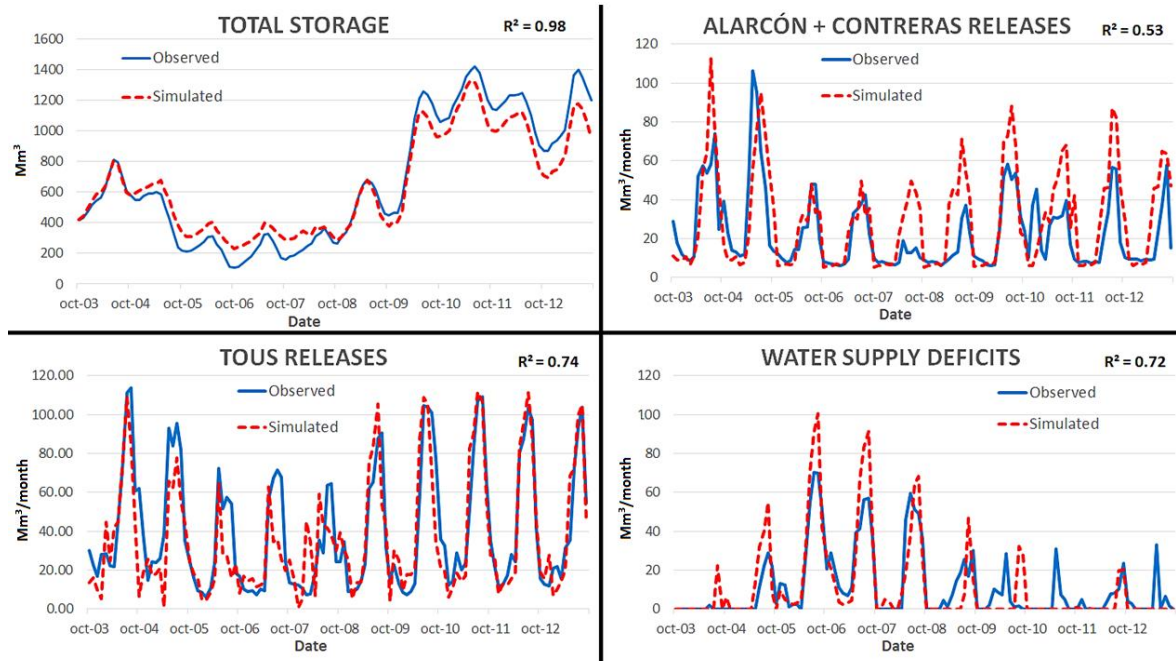 TOTAL STORAGE
R² = 0.98
Observed
Simulated
Mm³
1600
1400
1200
1000
800
600
400
200
0
oct-03 oct-04 oct-05 oct-06 oct-07 oct-08 oct-09 oct-10 oct-11 oct-12
Date
ALARCÓN + CONTRERAS RELEASES
R² = 0.53
Observed
Simulated
Mm³/month
120
100
80
60
40
20
0
oct-03 oct-04 oct-05 oct-06 oct-07 oct-08 oct-09 oct-10 oct-11 oct-12
Date
TOUS RELEASES
R² = 0.74
Observed
Simulated
Mm³/month
120.00
100.00
80.00
60.00
40.00
20.00
0.00
oct-03 oct-04 oct-05 oct-06 oct-07 oct-08 oct-09 oct-10 oct-11 oct-12
Date
WATER SUPPLY DEFICITS
R² = 0.72
Observed
Simulated
Mm³/month
120
100
80
60
40
20
0
oct-03 oct-04 oct-05 oct-06 oct-07 oct-08 oct-09 oct-10 oct-11 oct-12
Date